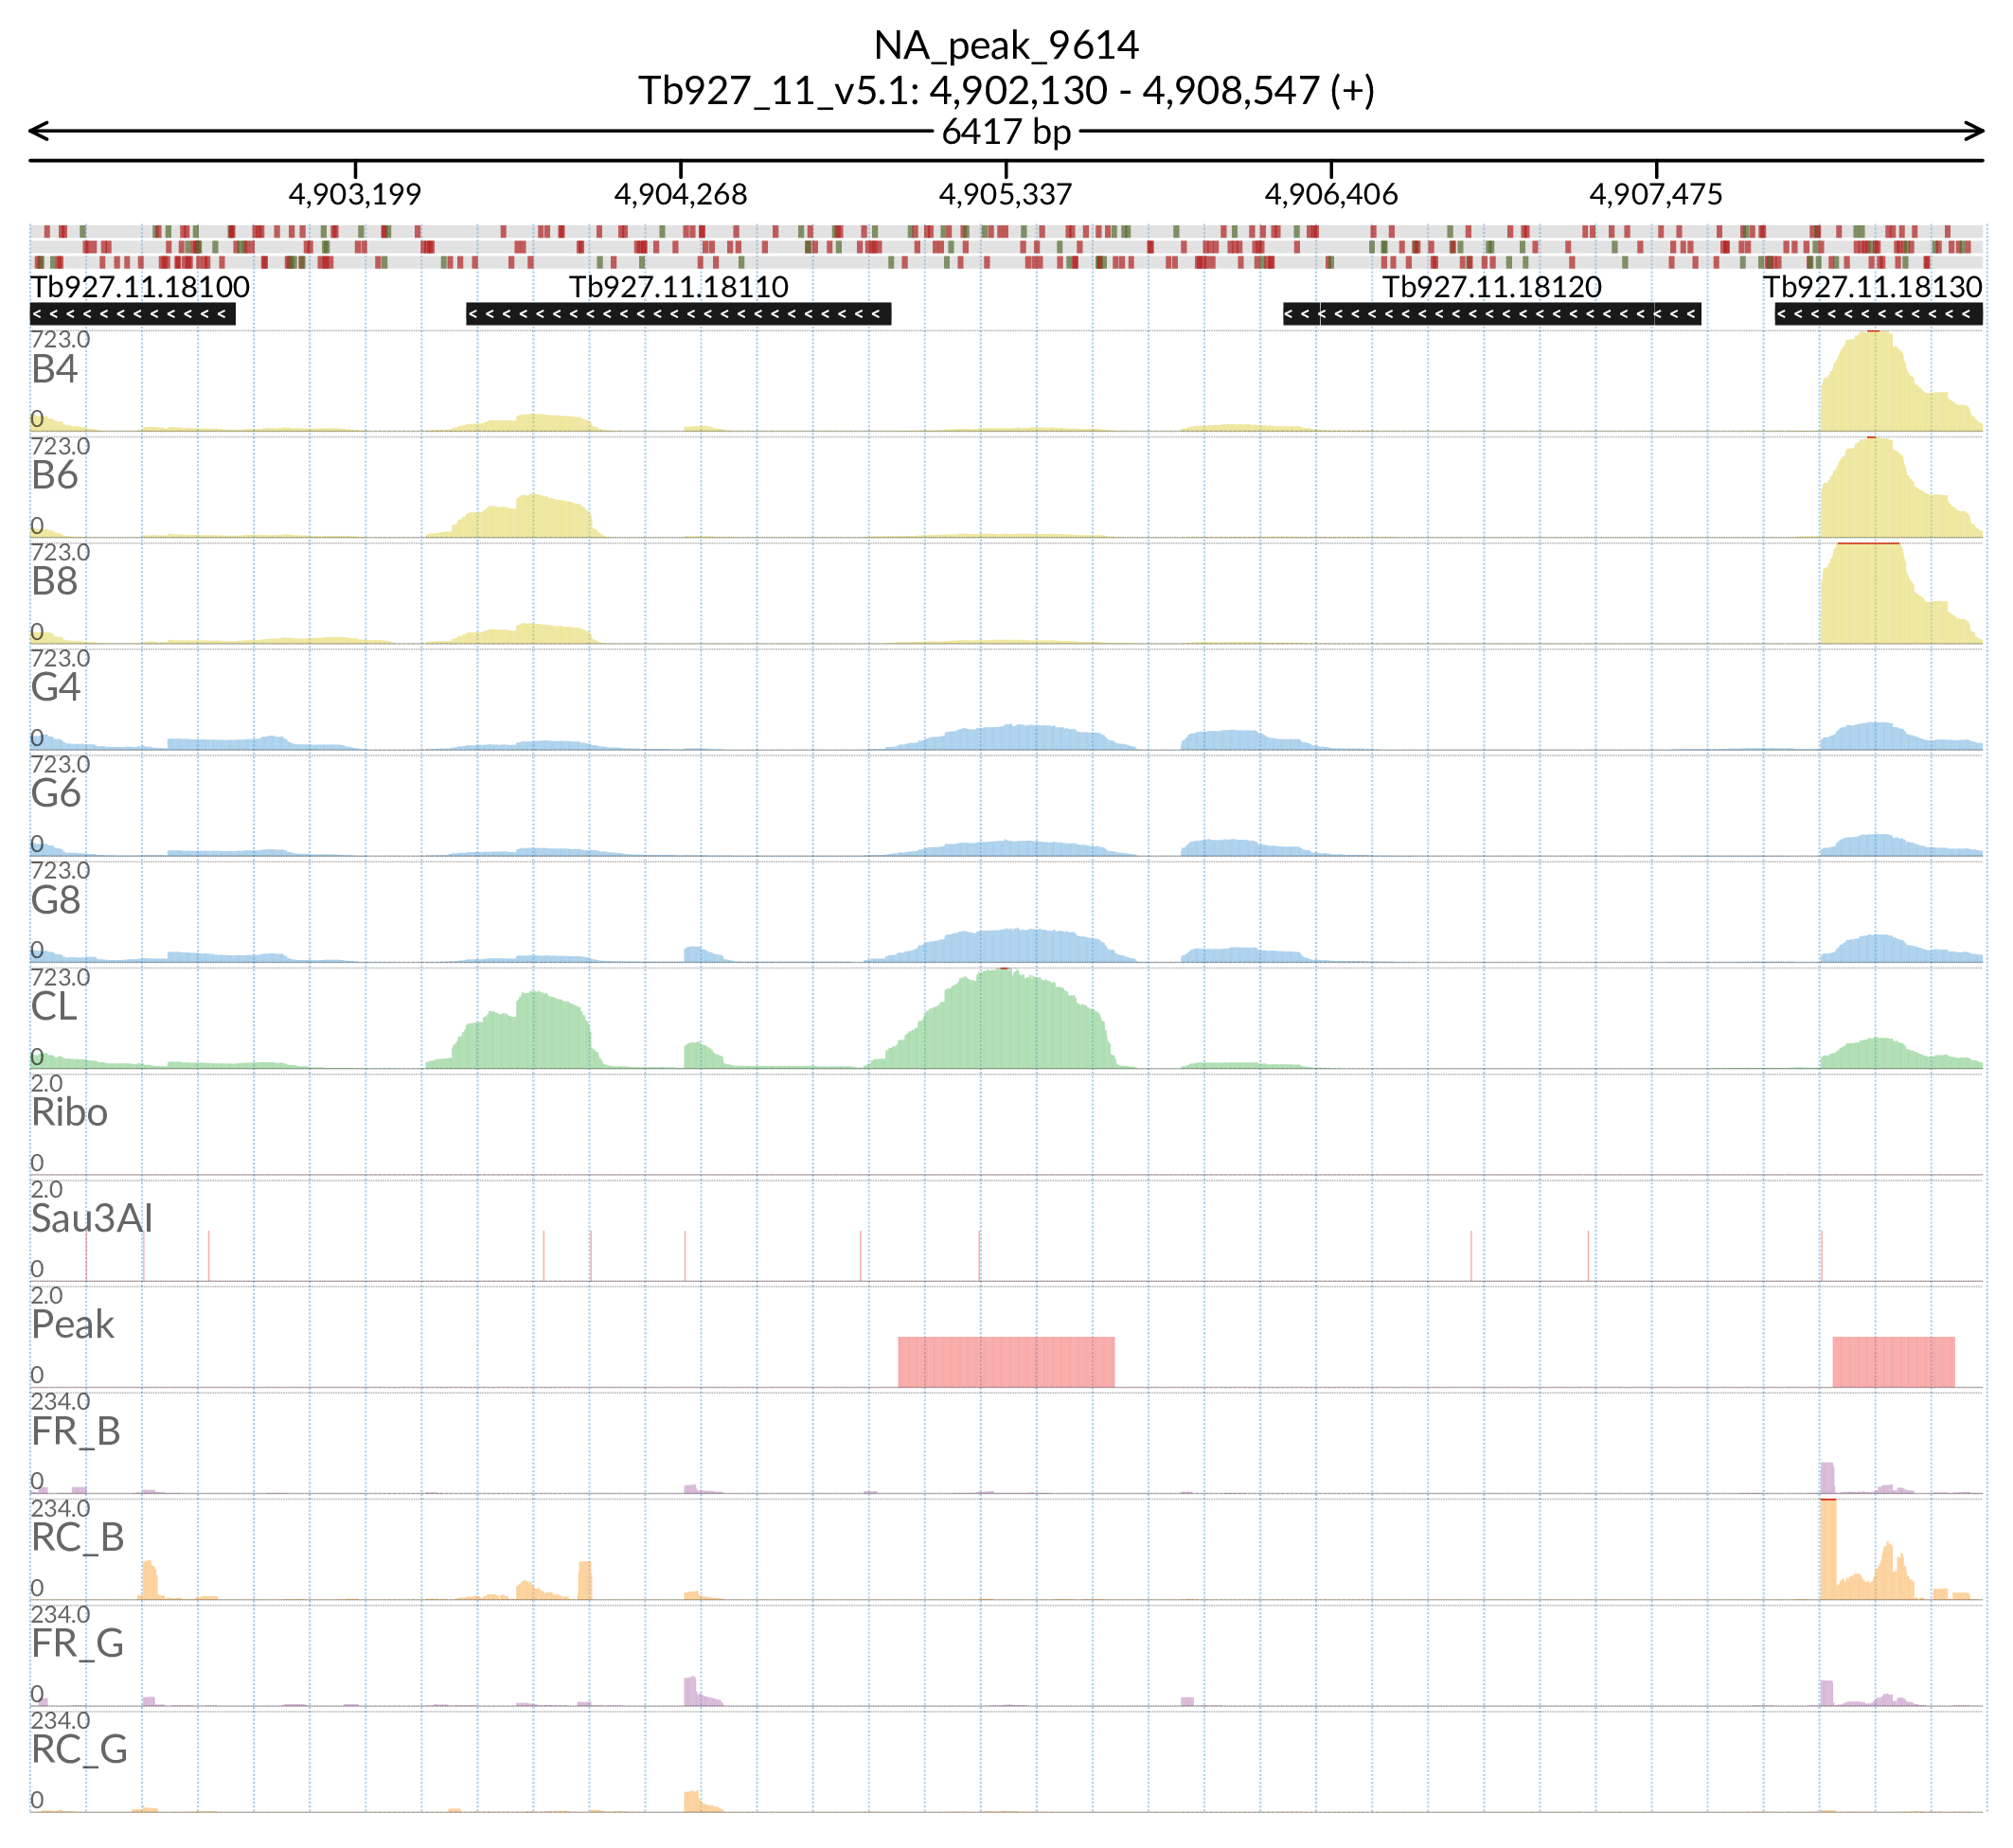 NA_peak_9614
Tb927_11_v5.1: 4,902,130 - 4,908,547 (+)
6417 bp
4,903,199 4,904,268 4,905,337 4,906,406 4,907,475
Tb927.11.18100 Tb927.11.18110 Tb927.11.18120 Tb927.11.18130
723.0
B4
0
723.0
B6
0
723.0
B8
0
723.0
G4
0
723.0
G6
0
723.0
G8
0
723.0
CL
0
2.0
Ribo
0
2.0
Sau3AI
0
2.0
Peak
0
234.0
FR_B
0
234.0
RC_B
0
234.0
FR_G
0
234.0
RC_G
0